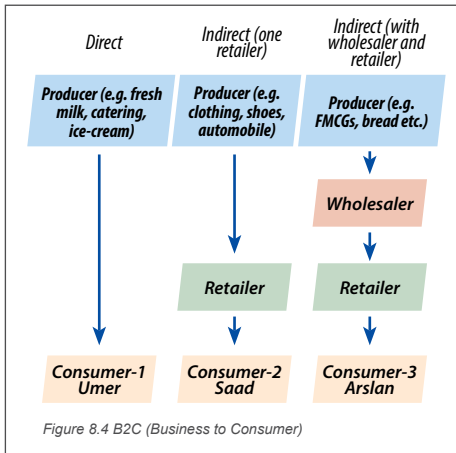 Direct
Indirect (one
retailer)
Indirect (with
wholesaler and
retailer)
Producer (e.g. fresh
milk, catering,
ice-cream)
Producer (e.g.
clothing, shoes,
automobile)
Producer (e.g.
FMCGs, bread etc.)
Wholesaler
Retailer
Retailer
Consumer-1
Umer
Consumer-2
Saad
Consumer-3
Arslan
Figure 8.4 B2C (Business to Consumer)